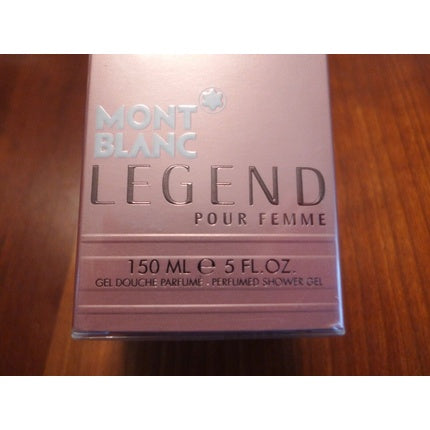 MONT
BLANC
LEGEND
POUR FEMME
150 ML ℮ 5 FL.OZ.
GEL DOUCHE PARFUMÉ - PERFUMED SHOWER GEL